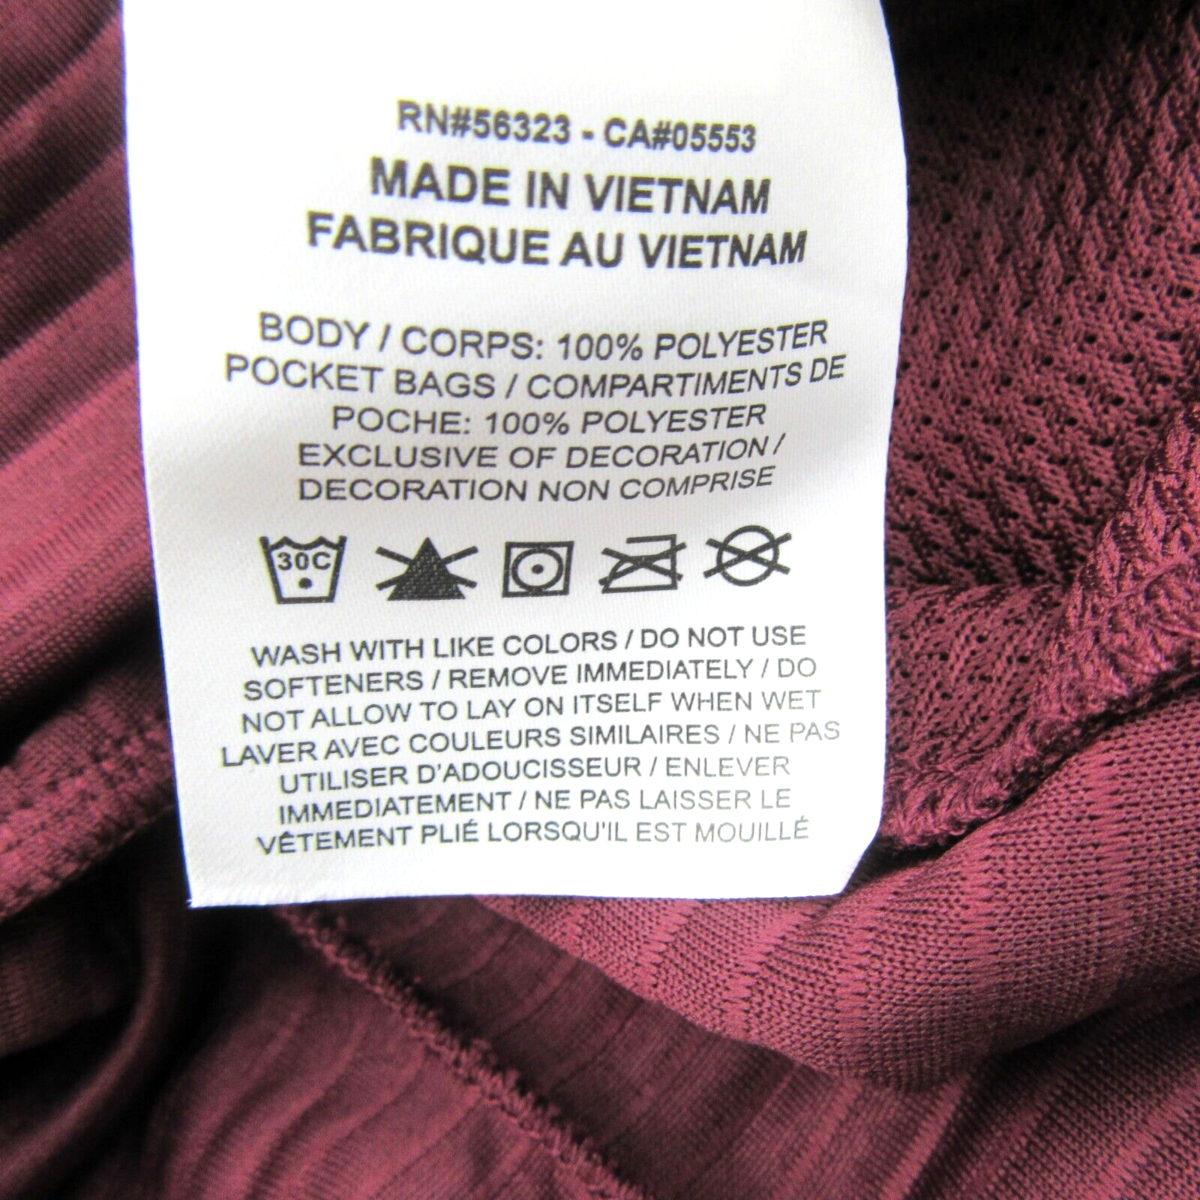 RN#56323 - CA#05553
MADE IN VIETNAM
FABRIQUE AU VIETNAM
BODY / CORPS: 100% POLYESTER
POCKET BAGS / COMPARTIMENTS DE
POCHE: 100% POLYESTER
EXCLUSIVE OF DECORATION /
DECORATION NON COMPRISE
30C
WASH WITH LIKE COLORS / DO NOT USE
SOFTENERS / REMOVE IMMEDIATELY / DO
NOT ALLOW TO LAY ON ITSELF WHEN WET
LAVER AVEC COULEURS SIMILAIRES / NE PAS
UTILISER D'ADOUCISSEUR / ENLEVER
IMMEDIATEMENT / NE PAS LAISSER LE
VÊTEMENT PLIÉ LORSQU'IL EST MOUILLÉ